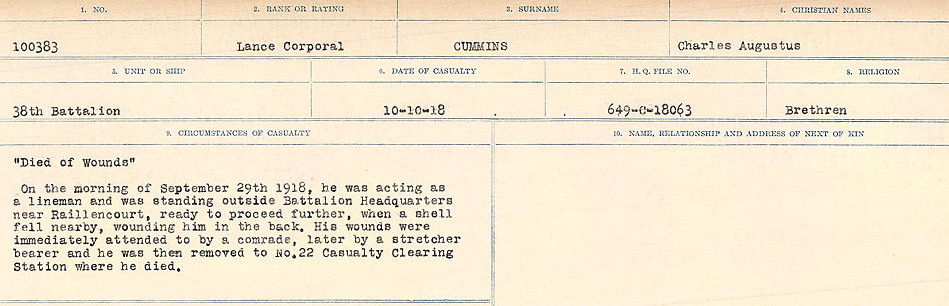 1. NO. 2. RANK OR RATING 3. SURNAME 4. CHRISTIAN NAMES
100383 Lance Corporal CUMMINS Charles Augustus
5. UNIT OR SHIP 6. DATE OF CASUALTY 7. H. Q. FILE NO. 8. RELIGION
38th Battalion 10-10-18 . . 649-C-18063 Brethren
9. CIRCUMSTANCES OF CASUALTY 10. NAME, RELATIONSHIP AND ADDRESS OF NEXT OF KIN
"Died of Wounds"
On the morning of September 29th 1918, he was acting as
a lineman and was standing outside Battalion Headquarters
near Raillencourt, ready to proceed further, when a shell
fell nearby, wounding him in the back. His wounds were
immediately attended to by a comrade, later by a stretcher
bearer and he was then removed to No.22 Casualty Clearing
Station where he died.